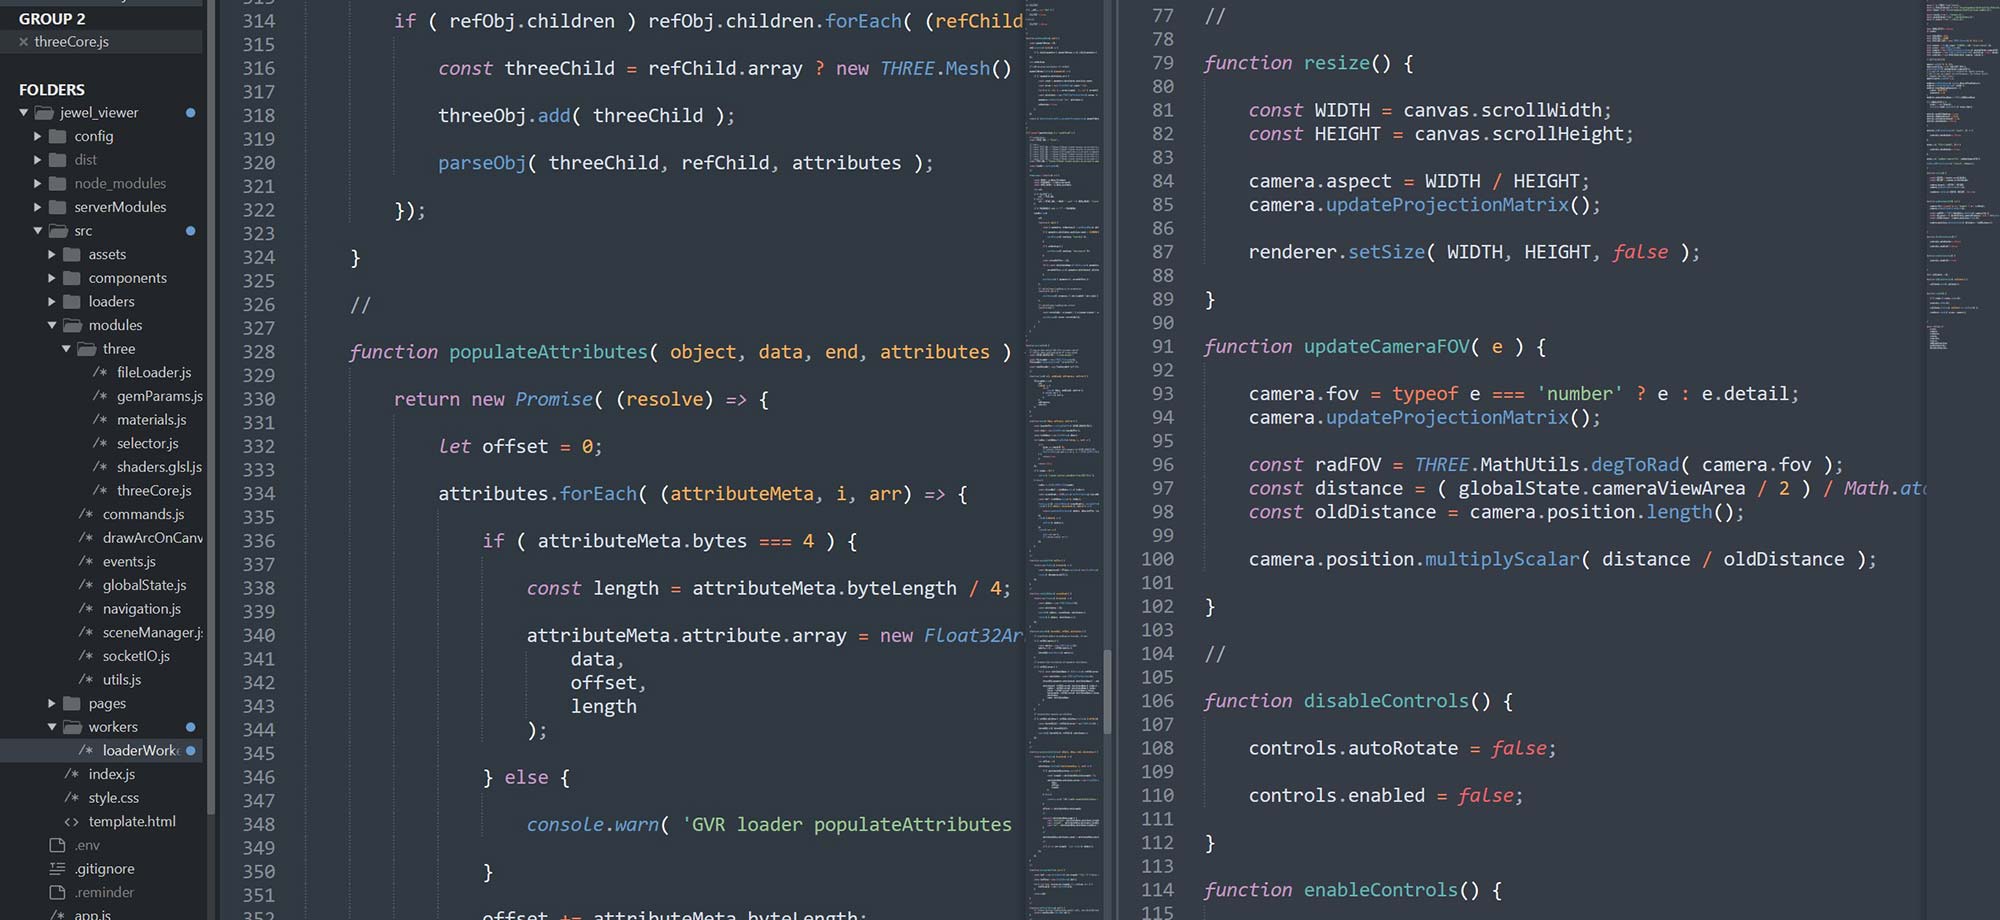 GROUP 2
threeCore.js
FOLDERS
jewel_viewer
config
dist
node_modules
serverModules
src
assets
components
loaders
modules
three
/* fileLoader.js
/* gemParams.js
/* materials.js
/* selector.js
/* shaders.glsl.js
/* threeCore.js
/* commands.js
/* drawArcOnCanv
/* events.js
/* globalState.js
/* navigation.js
/* sceneManager.js
/* socketIO.js
/* utils.js
pages
workers
/* loaderWork
/* index.js
/* style.css
<> template.html
.env
.gitignore
.reminder
/* app.js
314 if ( refObj.children ) refObj.children.forEach( (refChild
315
316 const threeChild = refChild.array ? new THREE.Mesh()
317
318 threeObj.add( threeChild );
319
320 parseObj( threeChild, refChild, attributes );
321
322 });
323
324 }
325
326 //
327
328 function populateAttributes( object, data, end, attributes )
329
330 return new Promise( (resolve) => {
331
332 let offset = 0;
333
334 attributes.forEach( (attributeMeta, i, arr) => {
335
336 if ( attributeMeta.bytes === 4 ) {
337
338 const length = attributeMeta.byteLength / 4;
339
340 attributeMeta.attribute.array = new Float32Ar
341 data,
342 offset,
343 length
344 );
345
346 } else {
347
348 console.warn( 'GVR loader populateAttributes
349
350 }
351
352 offset += attributeMeta.byteLength;
77 //
78
79 function resize() {
80
81 const WIDTH = canvas.scrollWidth;
82 const HEIGHT = canvas.scrollHeight;
83
84 camera.aspect = WIDTH / HEIGHT;
85 camera.updateProjectionMatrix();
86
87 renderer.setSize( WIDTH, HEIGHT, false );
88
89 }
90
91 function updateCameraFOV( e ) {
92
93 camera.fov = typeof e === 'number' ? e : e.detail;
94 camera.updateProjectionMatrix();
95
96 const radFOV = THREE.MathUtils.degToRad( camera.fov );
97 const distance = ( globalState.cameraViewArea / 2 ) / Math.ata
98 const oldDistance = camera.position.length();
99
100 camera.position.multiplyScalar( distance / oldDistance );
101
102 }
103
104 //
105
106 function disableControls() {
107
108 controls.autoRotate = false;
109
110 controls.enabled = false;
111
112 }
113
114 function enableControls() {
115